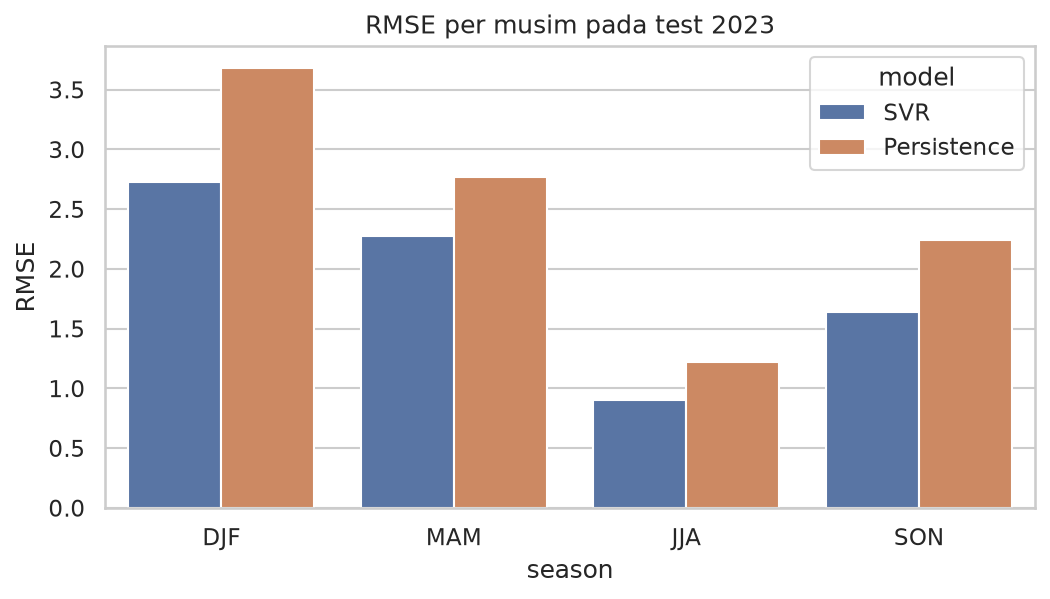 RMSE per musim pada test 2023
model
SVR
Persistence
RMSE
3.5
3.0
2.5
2.0
1.5
1.0
0.5
0.0
DJF
MAM
JJA
SON
season